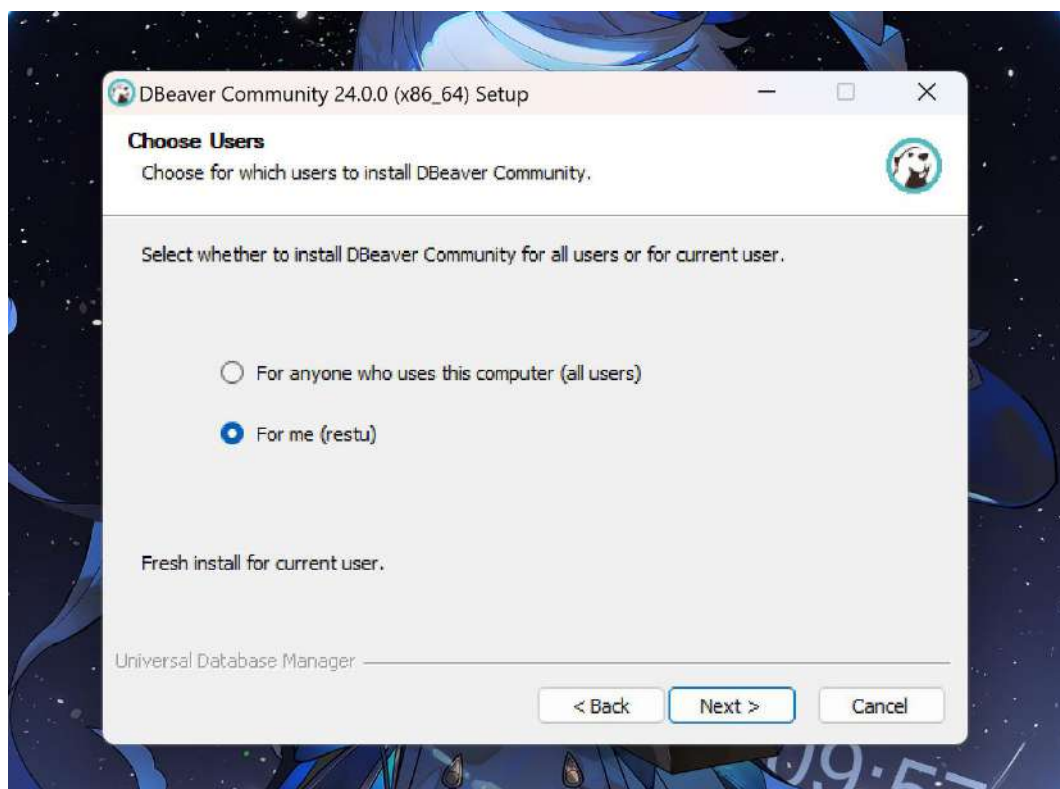 DBeaver Community 24.0.0 (x86_64) Setup
Choose Users
Choose for which users to install DBeaver Community.
Select whether to install DBeaver Community for all users or for current user.
For anyone who uses this computer (all users)
For me (restu)
Fresh install for current user.
Universal Database Manager
< Back
Next >
Cancel